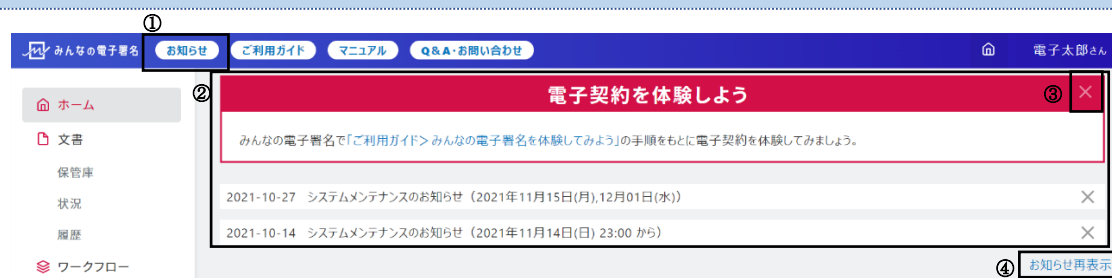 ①
みんなの電子署名 お知らせ ご利用ガイド マニュアル Q&A・お問い合わせ 電子太郎さん
②
電子契約を体験しよう ③
ホーム
文書
みんなの電子署名で「ご利用ガイド>みんなの電子署名を体験してみよう」の手順をもとに電子契約を体験してみましょう。
保管庫
2021-10-27 システムメンテナンスのお知らせ（2021年11月15日(月),12月01日(水)）
状況
2021-10-14 システムメンテナンスのお知らせ（2021年11月14日(日) 23:00 から）
履歴
ワークフロー
④ お知らせ再表示